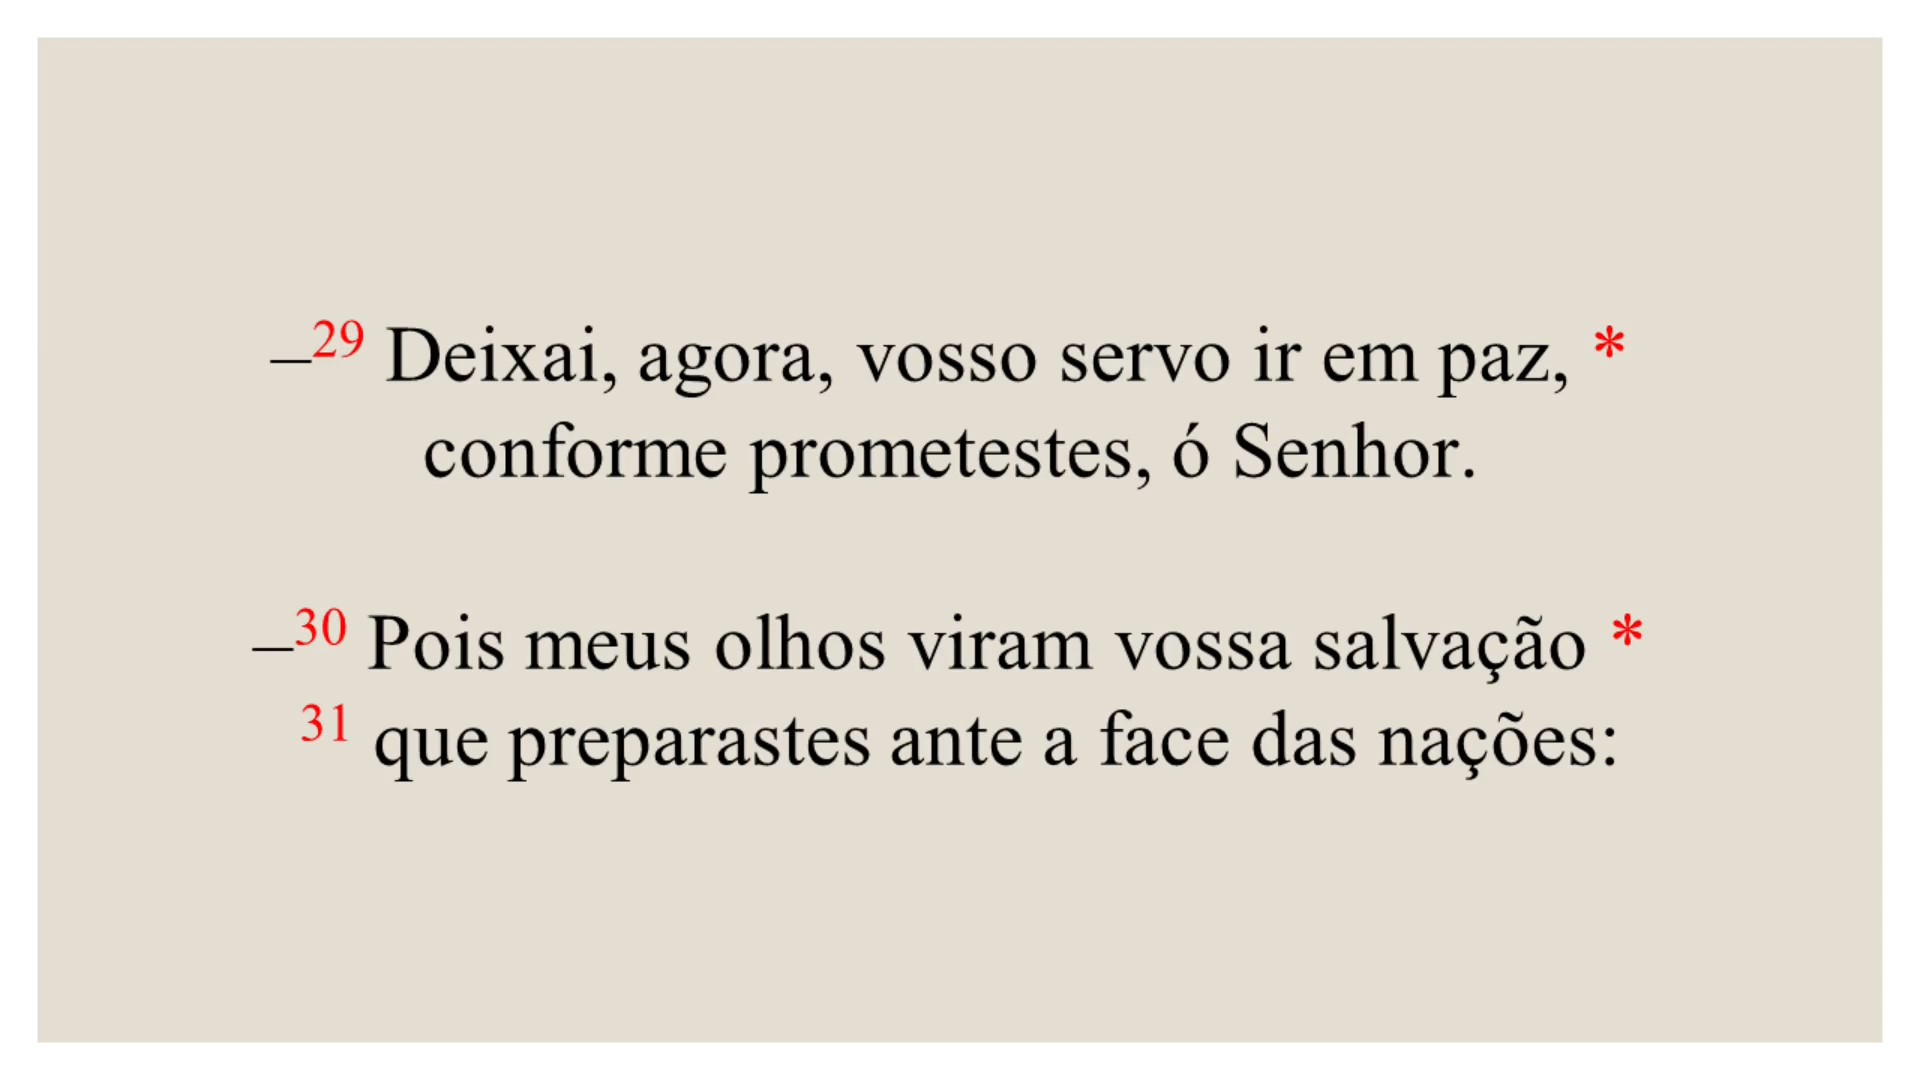 –29 Deixai, agora, vosso servo ir em paz, *
conforme prometestes, ó Senhor.
–30 Pois meus olhos viram vossa salvação *
31 que preparastes ante a face das nações: